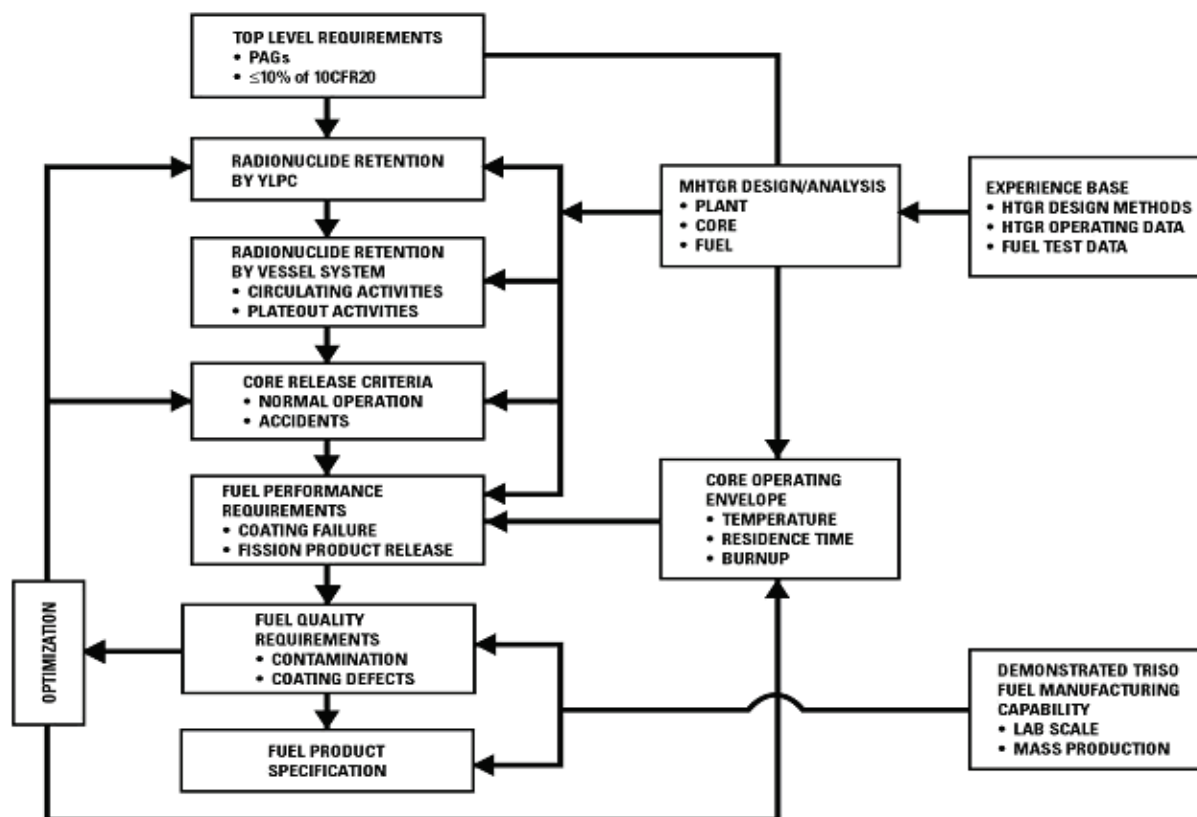 TOP LEVEL REQUIREMENTS
• PAGs
• ≤10% of 10CFR20
RADIONUCLIDE RETENTION
BY YLPC
RADIONUCLIDE RETENTION
BY VESSEL SYSTEM
• CIRCULATING ACTIVITIES
• PLATEOUT ACTIVITIES
CORE RELEASE CRITERIA
• NORMAL OPERATION
• ACCIDENTS
FUEL PERFORMANCE
REQUIREMENTS
• COATING FAILURE
• FISSION PRODUCT RELEASE
FUEL QUALITY
REQUIREMENTS
• CONTAMINATION
• COATING DEFECTS
FUEL PRODUCT
SPECIFICATION
OPTIMIZATION
MHTGR DESIGN/ANALYSIS
• PLANT
• CORE
• FUEL
EXPERIENCE BASE
• HTGR DESIGN METHODS
• HTGR OPERATING DATA
• FUEL TEST DATA
CORE OPERATING
ENVELOPE
• TEMPERATURE
• RESIDENCE TIME
• BURNUP
DEMONSTRATED TRISO
FUEL MANUFACTURING
CAPABILITY
• LAB SCALE
• MASS PRODUCTION